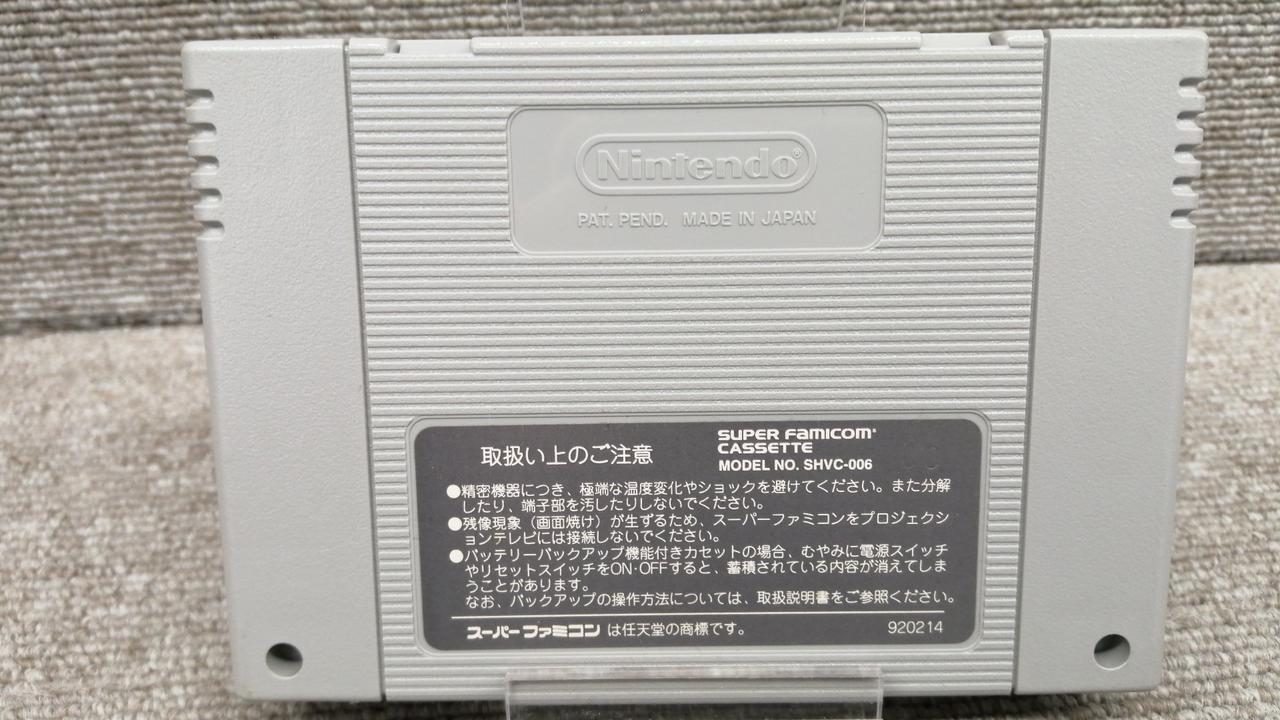 Nintendo®
PAT. PEND. MADE IN JAPAN
取扱い上のご注意
SUPER FAMICOM®
CASSETTE
MODEL NO. SHVC-006
●精密機器につき、極端な温度変化やショックを避けてください。また分解
したり、端子部を汚したりしないでください。
●残像現象（画面焼け）が生ずるため、スーパーファミコンをプロジェクシ
ョンテレビには接続しないでください。
●バッテリーバックアップ機能付きカセットの場合、むやみに電源スイッチ
やリセットスイッチをON·OFFすると、蓄積されている内容が消えてしま
うことがあります。
なお、バックアップの操作方法については、取扱説明書をご参照ください。
スーパーファミコン は任天堂の商標です。 920214